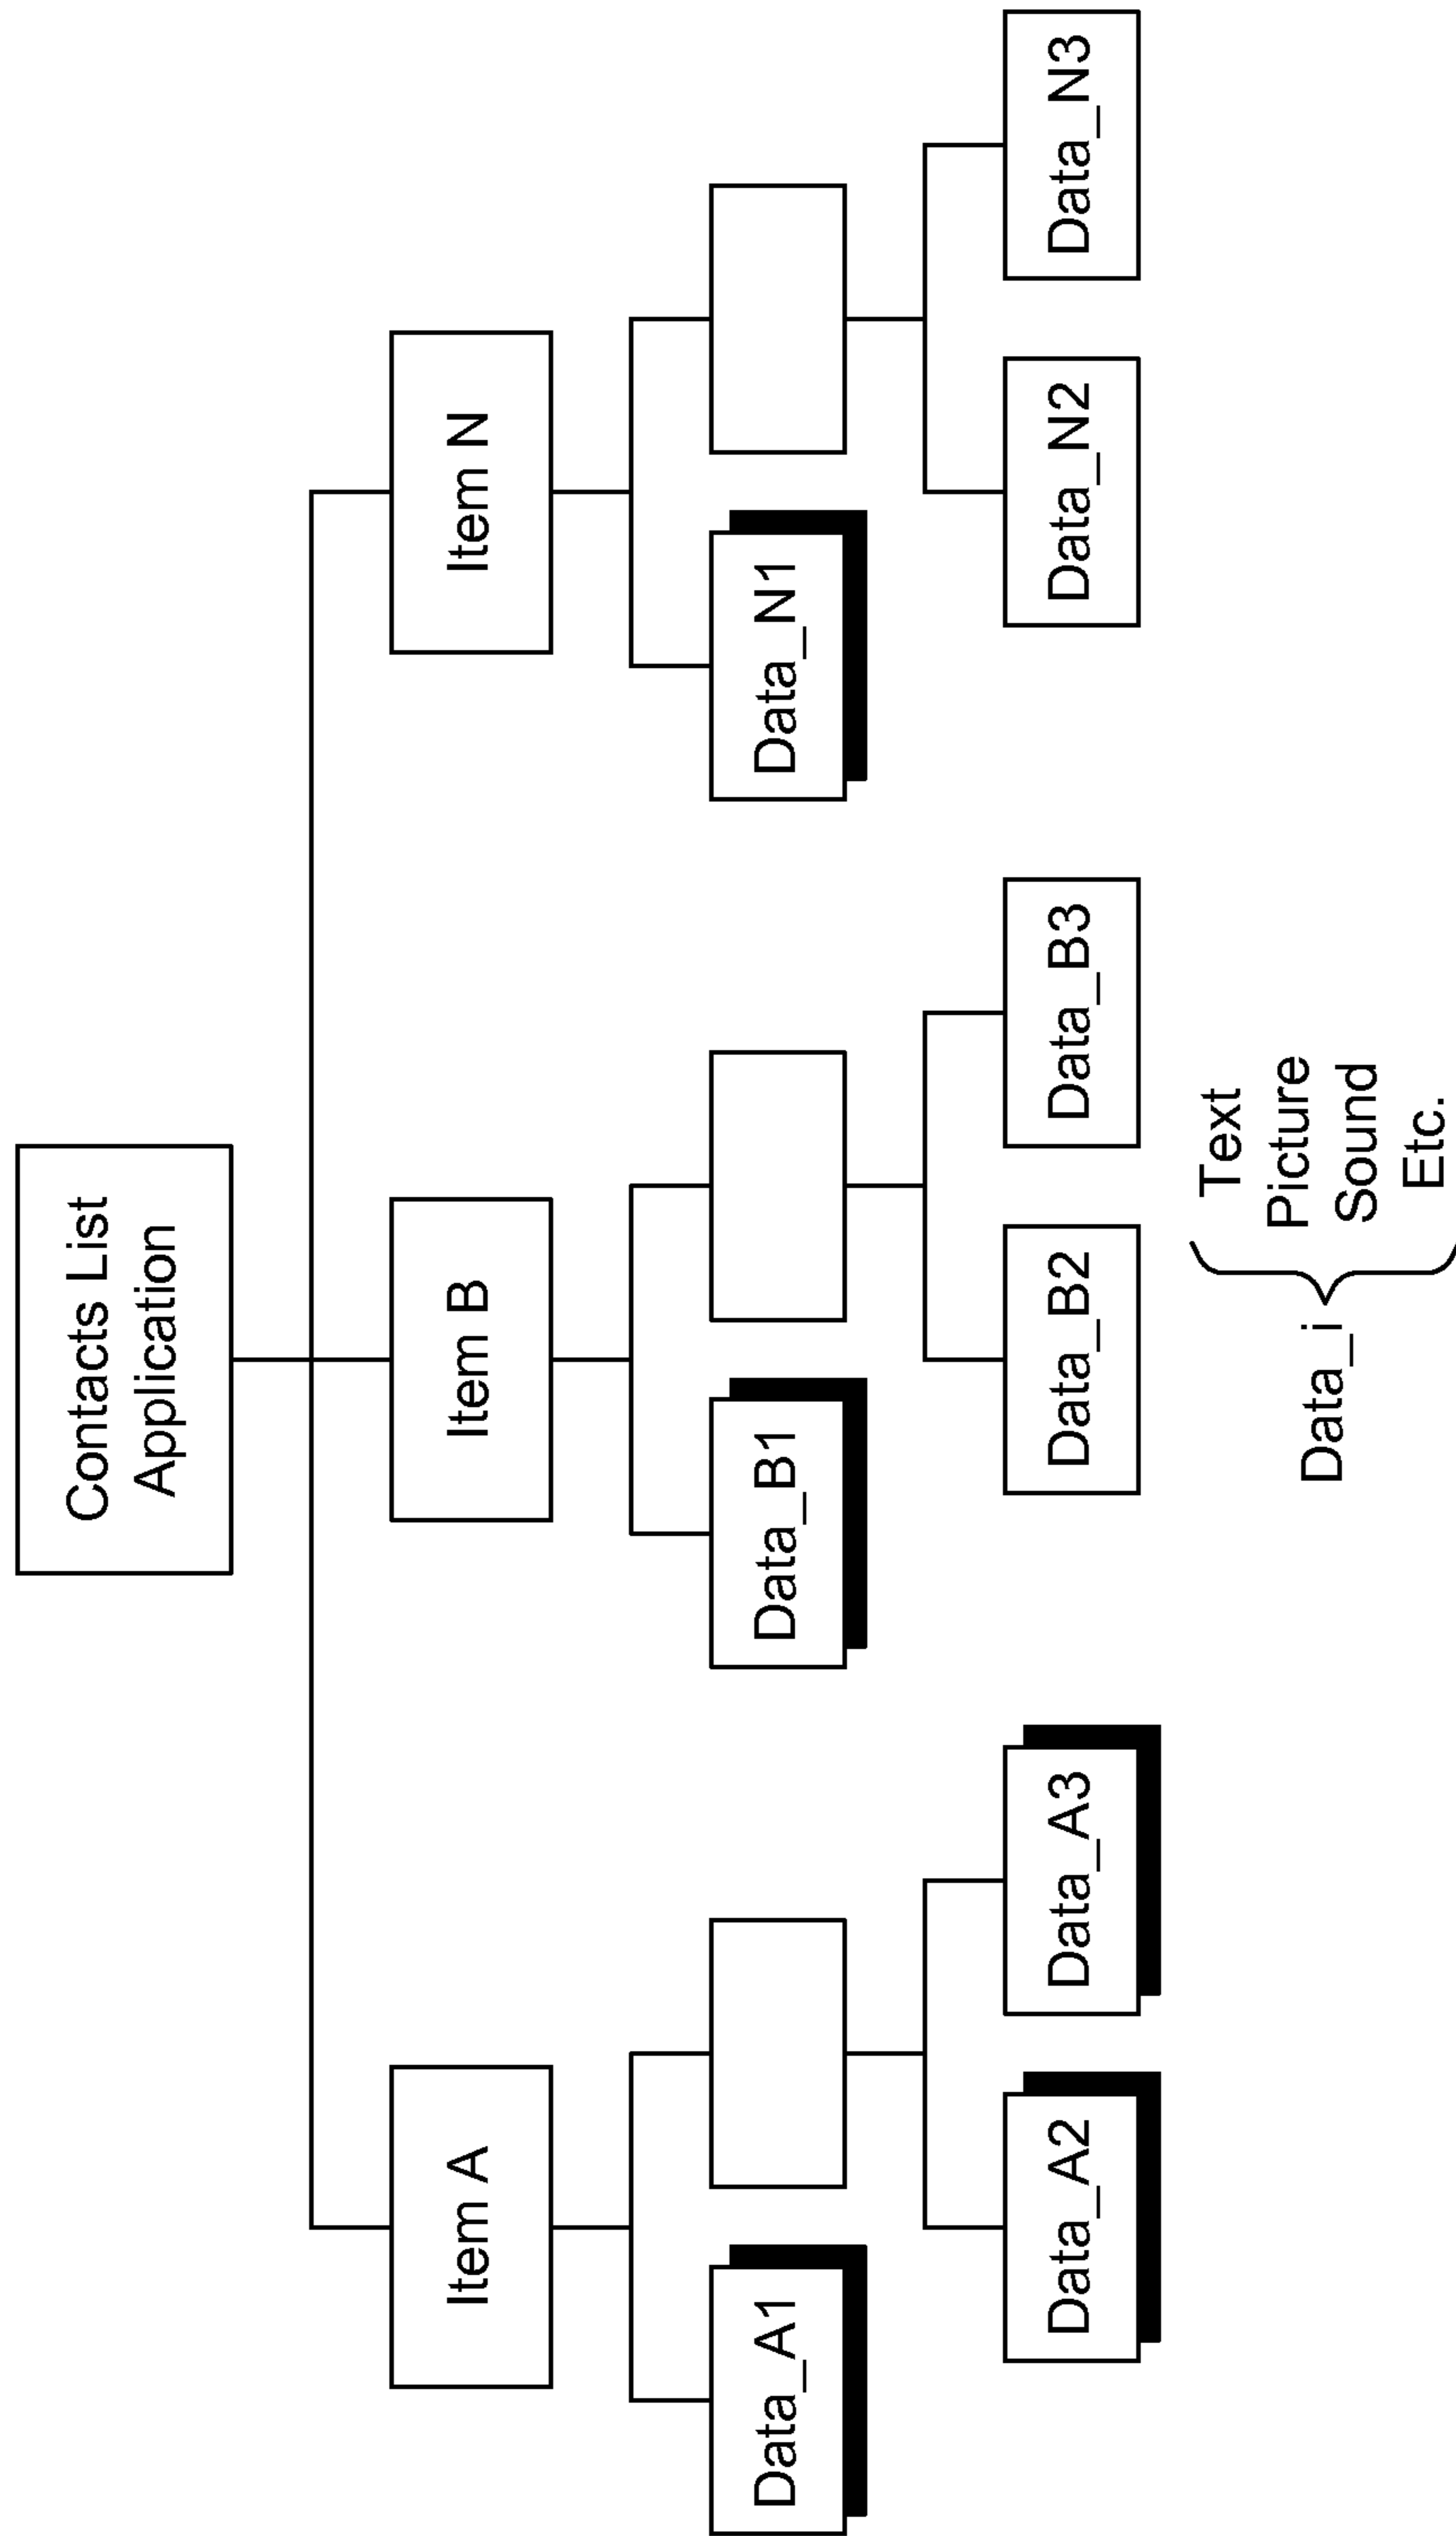 Contacts List
Application
Item A
Item B
Item N
Data_A1
Data_B1
Data_N1
Data_A2
Data_A3
Data_B2
Data_B3
Data_N2
Data_N3
Data_i
Text
Picture
Sound
Etc.